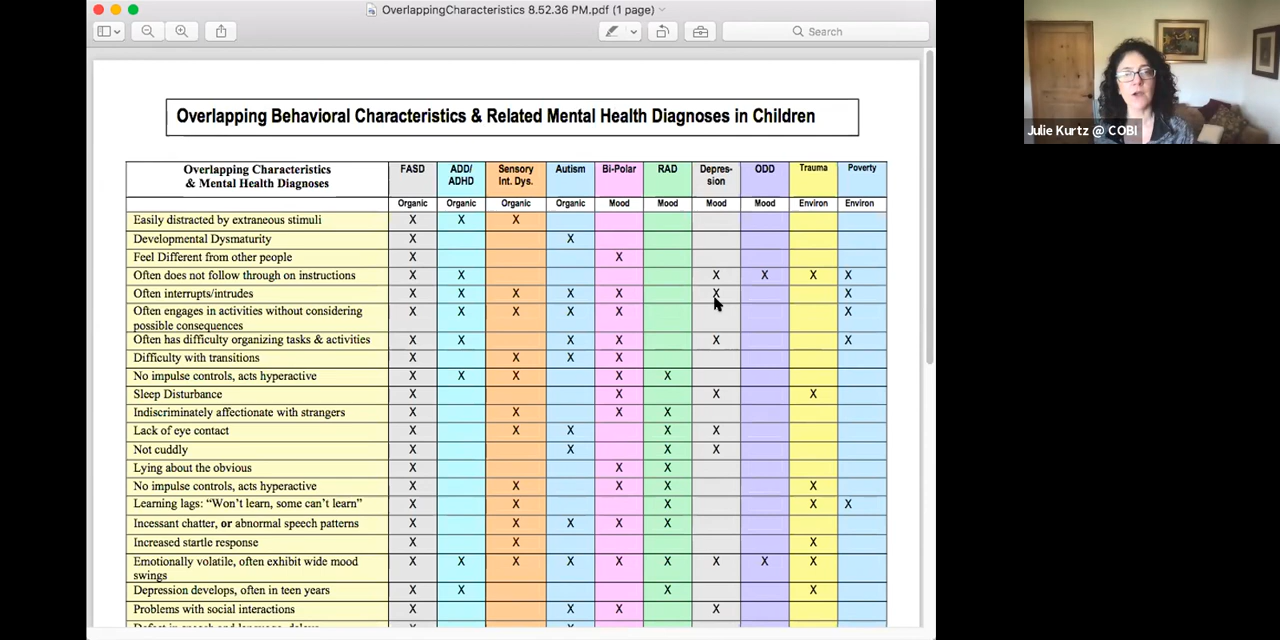 OverlappingCharacteristics 8.52.36 PM.pdf (1 page)
Search
Julie Kurtz @ COBI
Overlapping Behavioral Characteristics & Related Mental Health Diagnoses in Children
Overlapping Characteristics & Mental Health Diagnoses FASD ADD/ADHD Sensory Int. Dys. Autism Bi-Polar RAD Depres-sion ODD Trauma Poverty
Organic Organic Organic Organic Mood Mood Mood Mood Environ Environ
Easily distracted by extraneous stimuli X X X
Developmental Dysmaturity X X
Feel Different from other people X X
Often does not follow through on instructions X X X X X X
Often interrupts/intrudes X X X X X X X
Often engages in activities without considering X X X X X X
possible consequences
Often has difficulty organizing tasks & activities X X X X X X
Difficulty with transitions X X X X
No impulse controls, acts hyperactive X X X X X
Sleep Disturbance X X X X
Indiscriminately affectionate with strangers X X X X
Lack of eye contact X X X X X
Not cuddly X X X X
Lying about the obvious X X X
No impulse controls, acts hyperactive X X X X X
Learning lags: “Won’t learn, some can’t learn” X X X X X
Incessant chatter, or abnormal speech patterns X X X X X
Increased startle response X X X
Emotionally volatile, often exhibit wide mood X X X X X X X X X
swings
Depression develops, often in teen years X X X X
Problems with social interactions X X X X